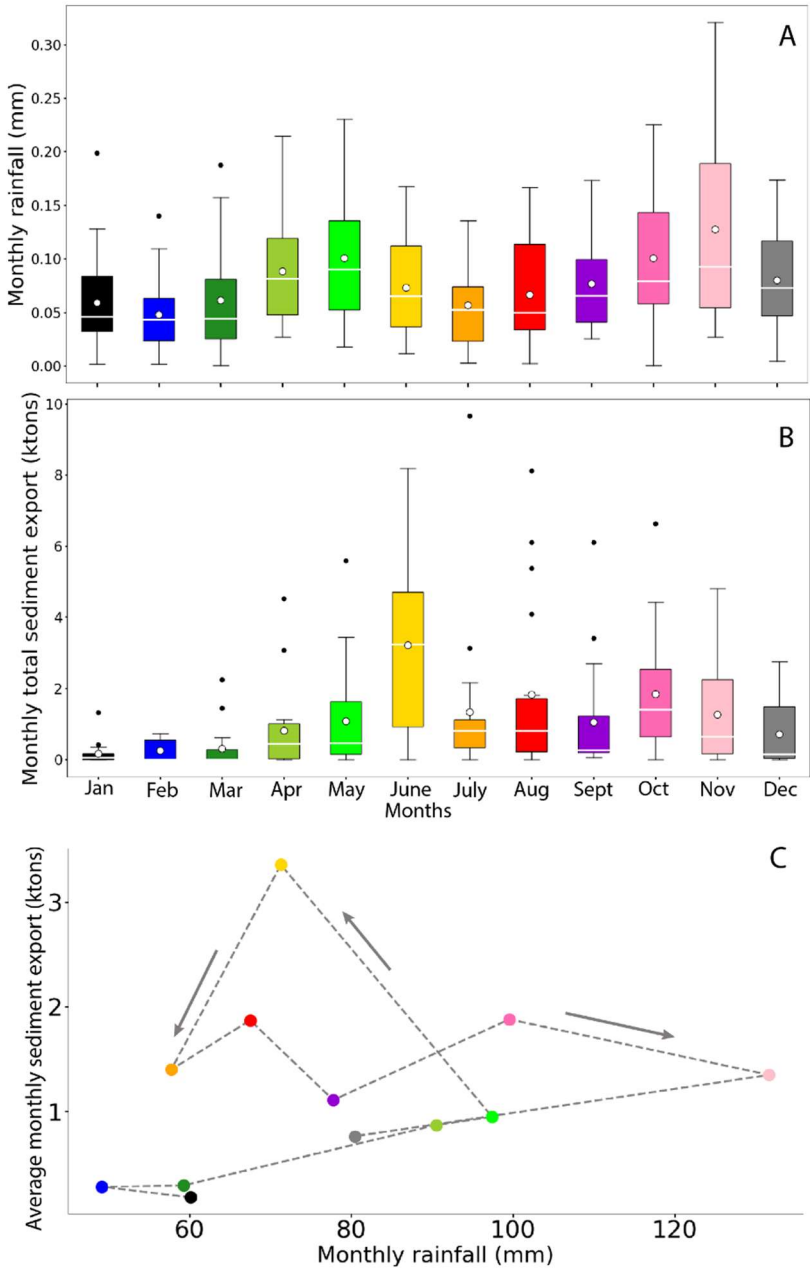 A
Monthly rainfall (mm)
0.30
0.25
0.20
0.15
0.10
0.05
0.00
B
Monthly total sediment export (ktons)
10
8
6
4
2
0
Jan Feb Mar Apr May June July Aug Sept Oct Nov Dec
Months
C
Average monthly sediment export (ktons)
3
2
1
60 80 100 120
Monthly rainfall (mm)